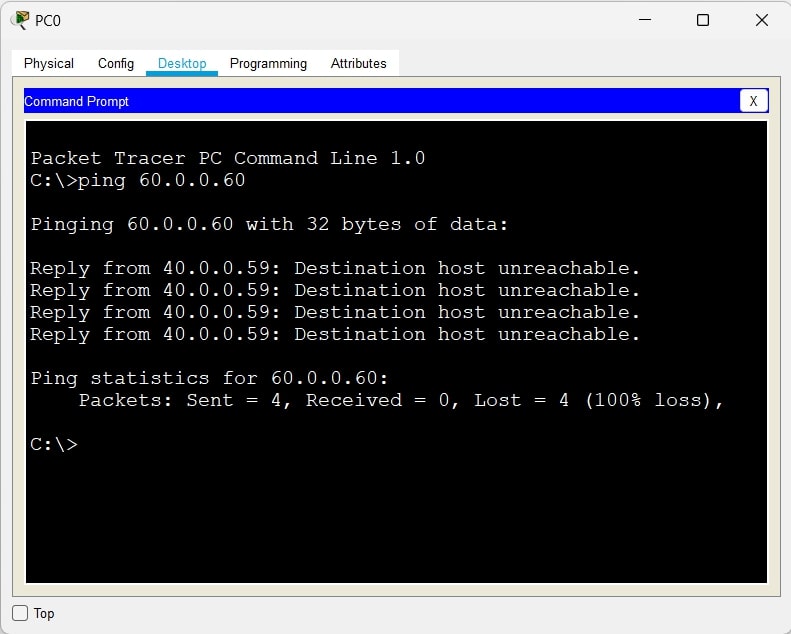 PC0
Physical Config Desktop Programming Attributes
Command Prompt X
Packet Tracer PC Command Line 1.0
C:\>ping 60.0.0.60
Pinging 60.0.0.60 with 32 bytes of data:
Reply from 40.0.0.59: Destination host unreachable.
Reply from 40.0.0.59: Destination host unreachable.
Reply from 40.0.0.59: Destination host unreachable.
Reply from 40.0.0.59: Destination host unreachable.
Ping statistics for 60.0.0.60:
    Packets: Sent = 4, Received = 0, Lost = 4 (100% loss),
C:\>
Top